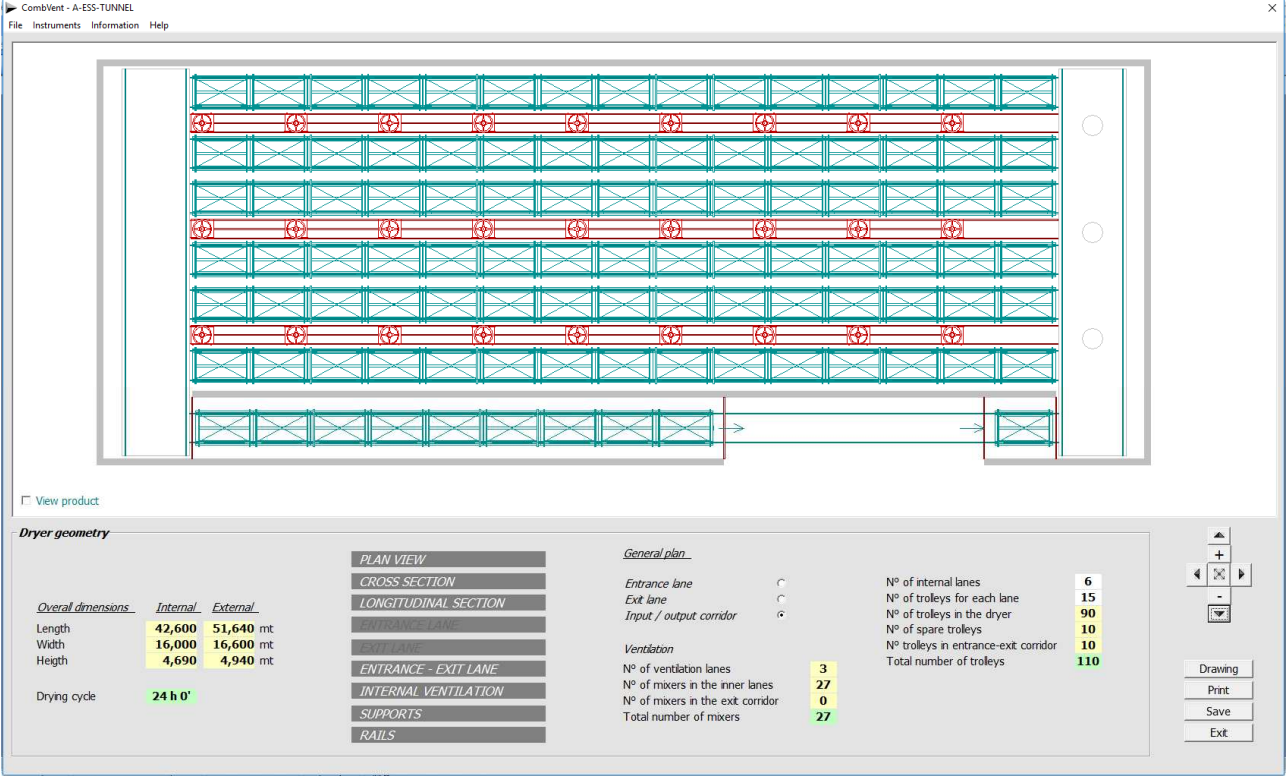 CombVent - A-ESS-TUNNEL
File Instruments Information Help
View product
Dryer geometry
Overall dimensions Internal External
Length 42,600 51,640 mt
Width 16,000 16,600 mt
Heigth 4,690 4,940 mt
Drying cycle 24 h 0'
PLAN VIEW
CROSS SECTION
LONGITUDINAL SECTION
ENTRANCE LANE
EXIT LANE
ENTRANCE - EXIT LANE
INTERNAL VENTILATION
SUPPORTS
RAILS
General plan
Entrance lane
Exit lane
Input / output corridor
Ventilation
N° of ventilation lanes 3
N° of mixers in the inner lanes 27
N° of mixers in the exit corridor 0
Total number of mixers 27
N° of internal lanes 6
N° of trolleys for each lane 15
N° of trolleys in the dryer 90
N° of spare trolleys 10
N° trolleys in entrance-exit corridor 10
Total number of trolleys 110
+
-
Drawing
Print
Save
Exit